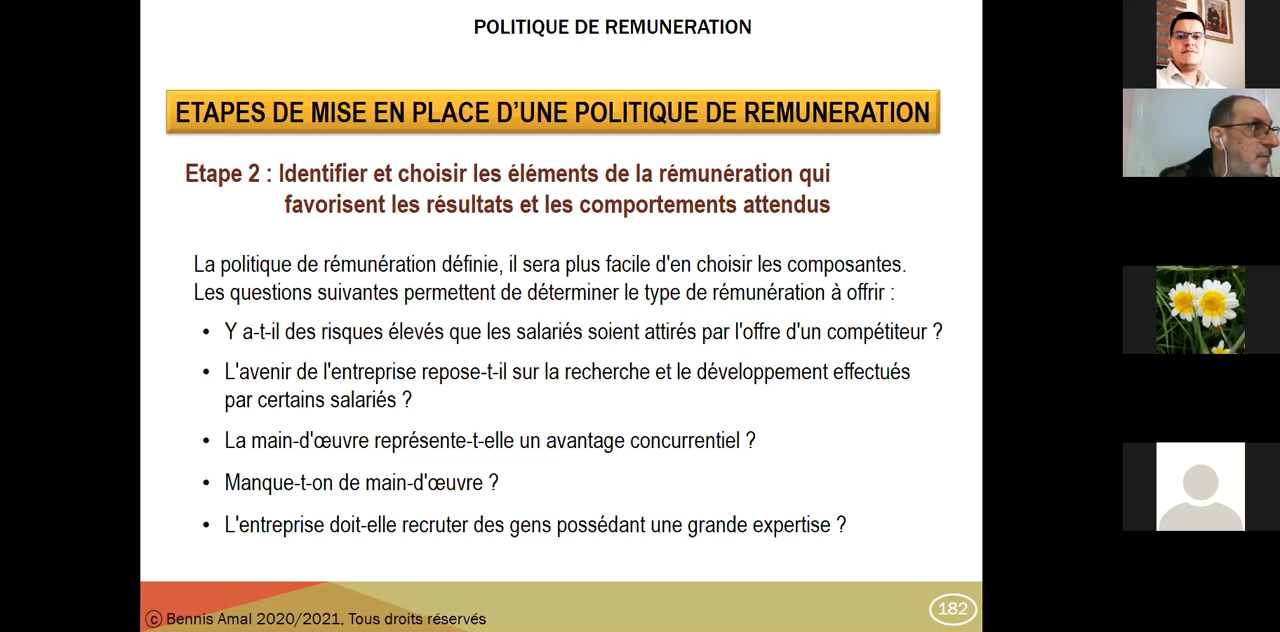 POLITIQUE DE REMUNERATION
ETAPES DE MISE EN PLACE D’UNE POLITIQUE DE REMUNERATION
Etape 2 : Identifier et choisir les éléments de la rémunération qui
favorisent les résultats et les comportements attendus
La politique de rémunération définie, il sera plus facile d'en choisir les composantes.
Les questions suivantes permettent de déterminer le type de rémunération à offrir :
• Y a-t-il des risques élevés que les salariés soient attirés par l'offre d'un compétiteur ?
• L'avenir de l'entreprise repose-t-il sur la recherche et le développement effectués
par certains salariés ?
• La main-d'œuvre représente-t-elle un avantage concurrentiel ?
• Manque-t-on de main-d'œuvre ?
• L'entreprise doit-elle recruter des gens possédant une grande expertise ?
© Bennis Amal 2020/2021, Tous droits réservés
182